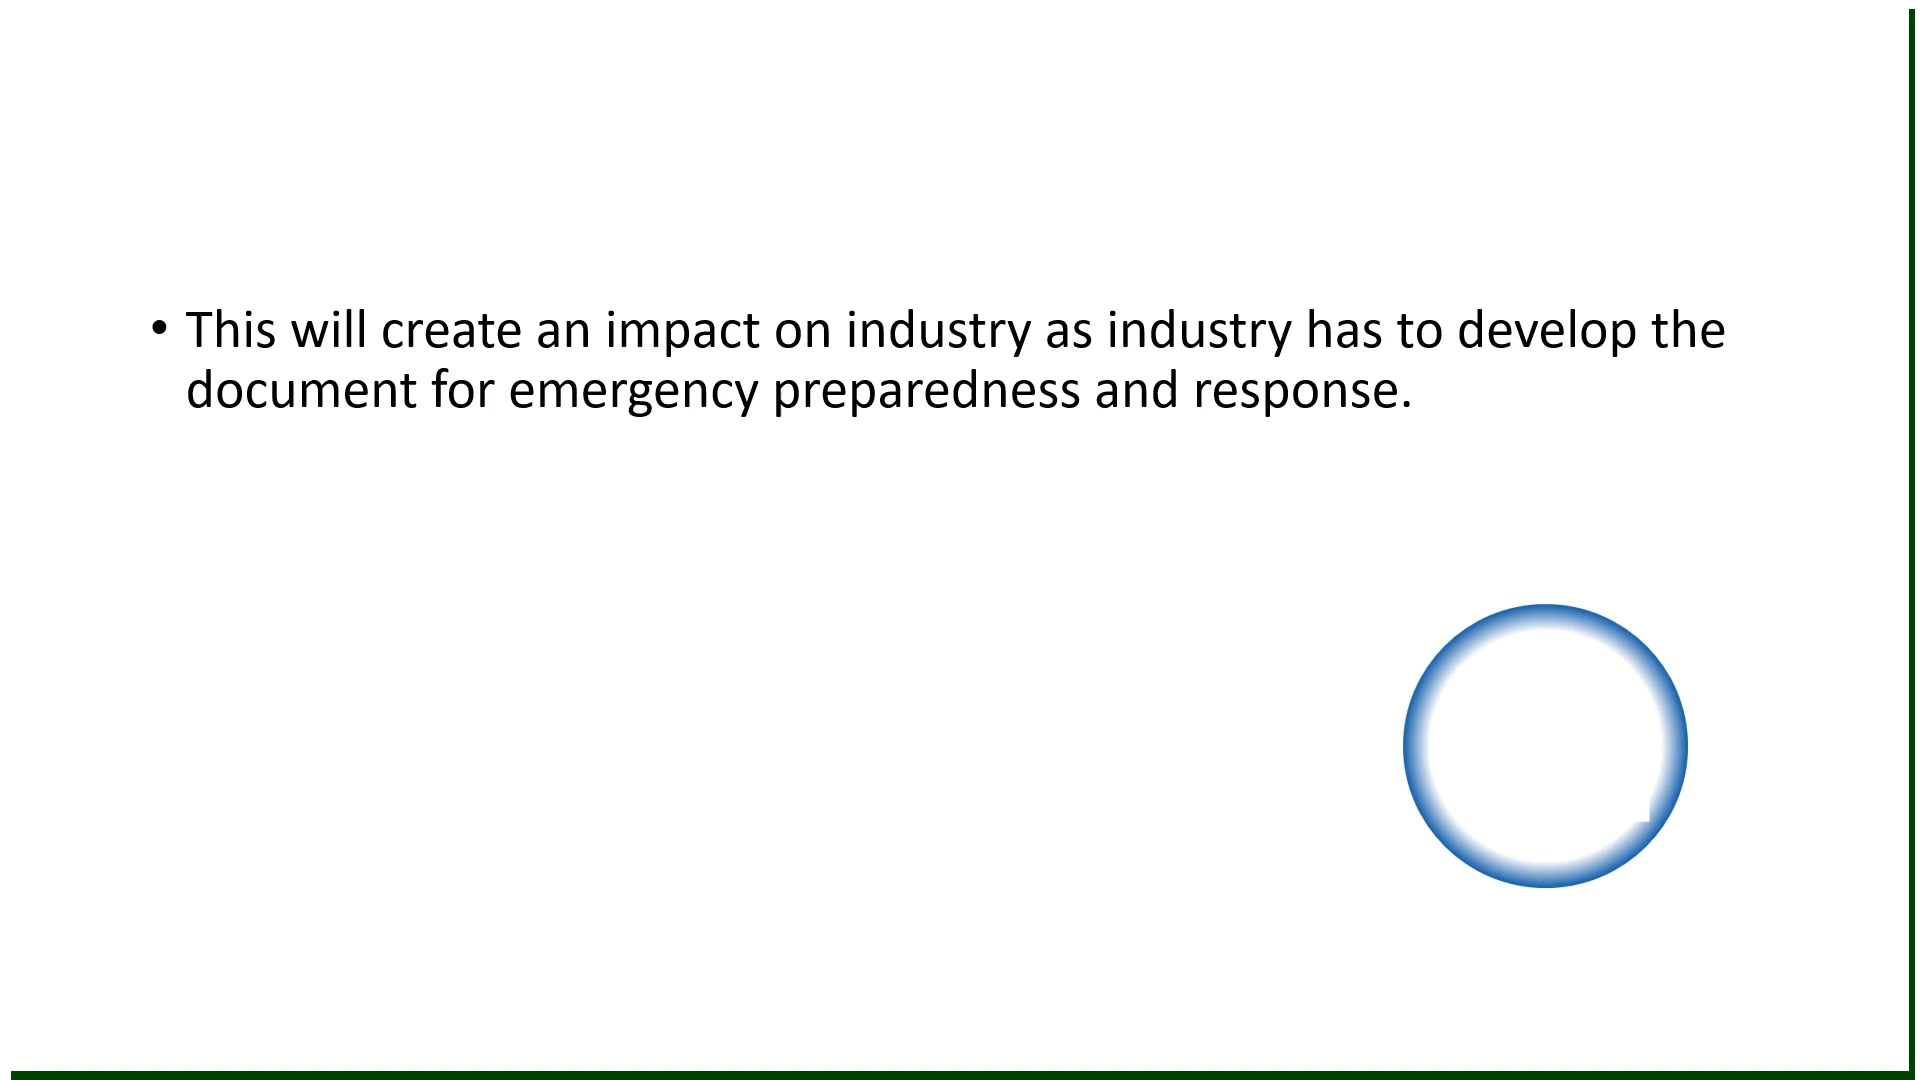 • This will create an impact on industry as industry has to develop the
document for emergency preparedness and response.